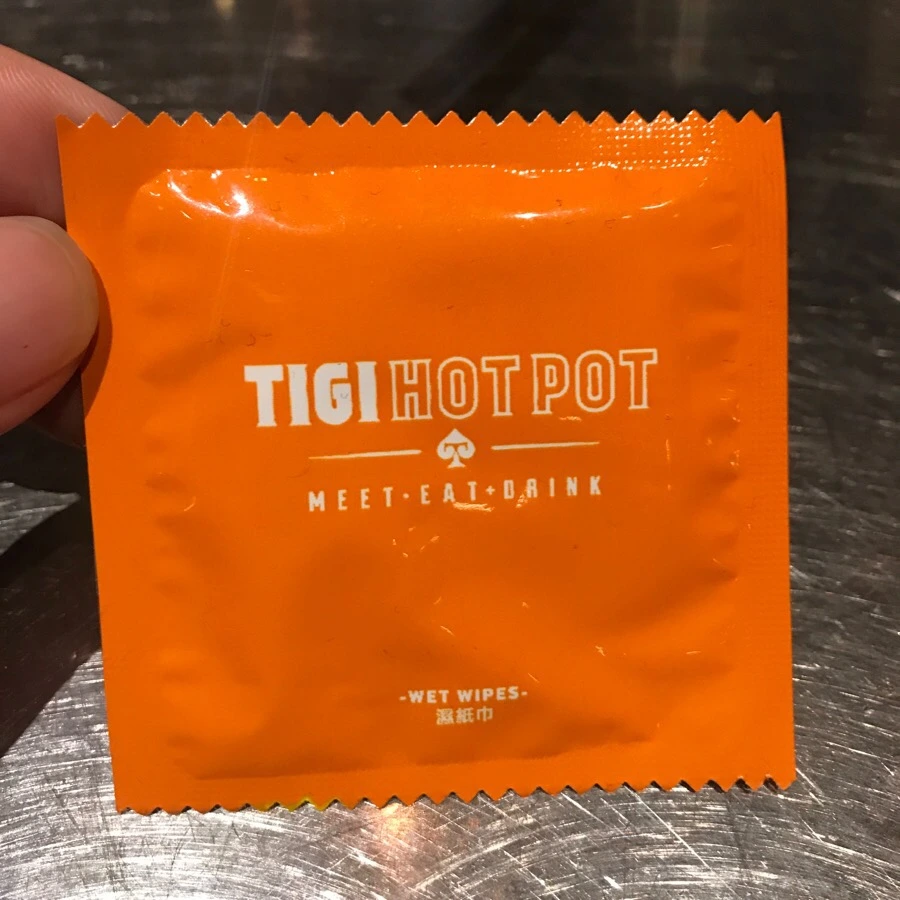 TIGI HOT POT
MEET·EAT+DRINK
-WET WIPES-
濕紙巾